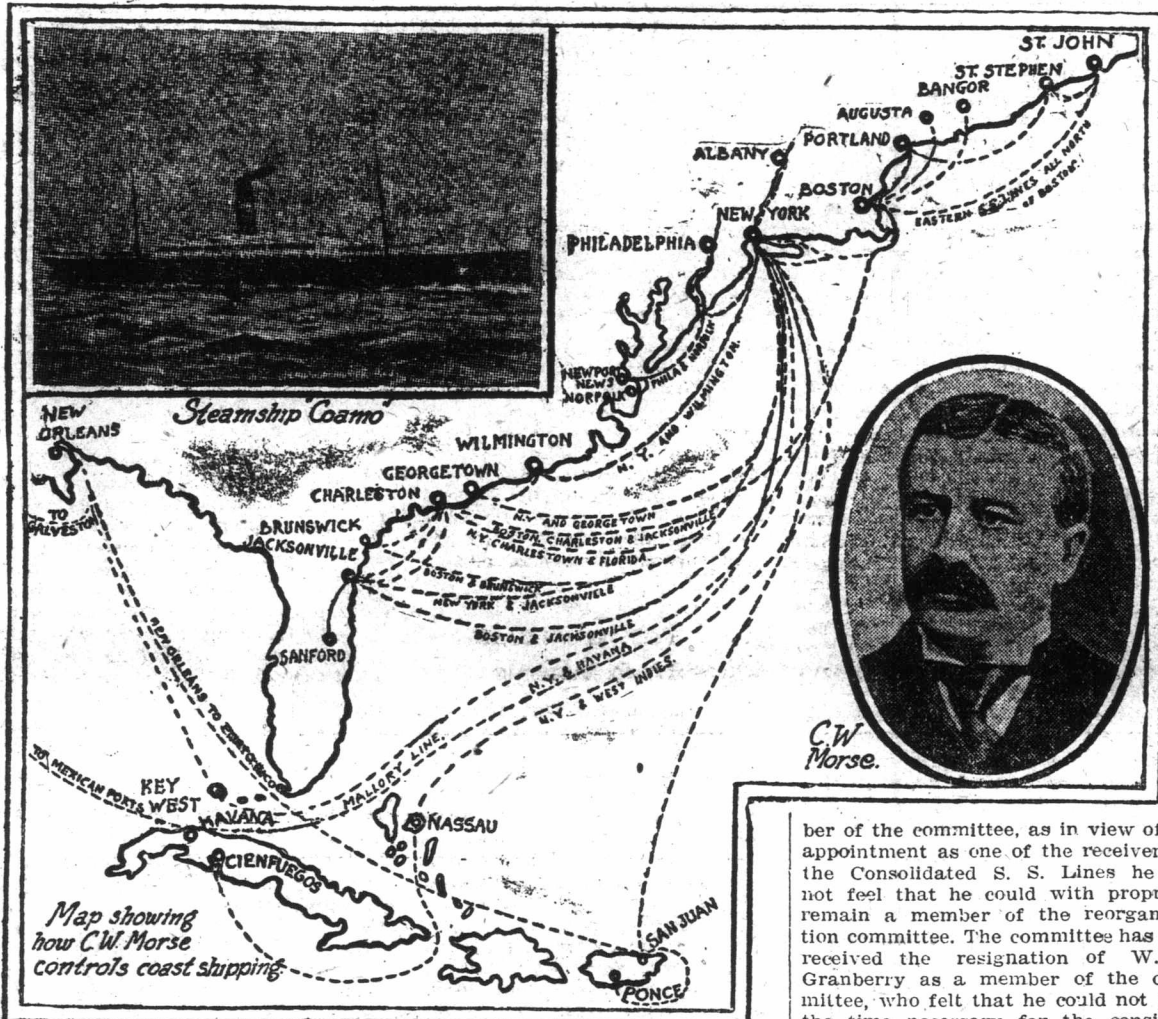 ST. JOHN
ST. STEPHEN
BANGOR
AUGUSTA
PORTLAND
ALBANY
BOSTON
EASTERN S.S. LINES ALL NORTH
OF BOSTON.
NEW YORK
PHILADELPHIA
NEWPORT
NEWS
NORFOLK
PHILA & NORFOLK
N. Y. AND WILMINGTON.
Steamship "Coamo"
NEW
ORLEANS
TO
GALVESTON
WILMINGTON
GEORGETOWN
CHARLESTON
BRUNSWICK
JACKSONVILLE
SANFORD
N.Y AND GEORGETOWN
BOSTON, CHARLESTON & JACKSONVILLE
N.Y. CHARLESTOWN & FLORIDA
BOSTON & BRUNSWICK
NEW YORK & JACKSONVILLE
BOSTON & JACKSONVILLE
N.Y. & HAVANA
N.Y. & WEST INDIES.
MALLORY LINE
NEW ORLEANS TO
TO MEXICAN PORTS
KEY
WEST
HAVANA
CIENFUEGOS
NASSAU
SAN JUAN
PONCE
C.W
Morse.
Map showing
how C.W. Morse
controls coast shipping
ber of the committee, as in view of
appointment as one of the receiver
the Consolidated S. S. Lines he
not feel that he could with propr
remain a member of the reorgan
tion committee. The committee has
received the resignation of W.
Granberry as a member of the c
mittee, who felt that he could not